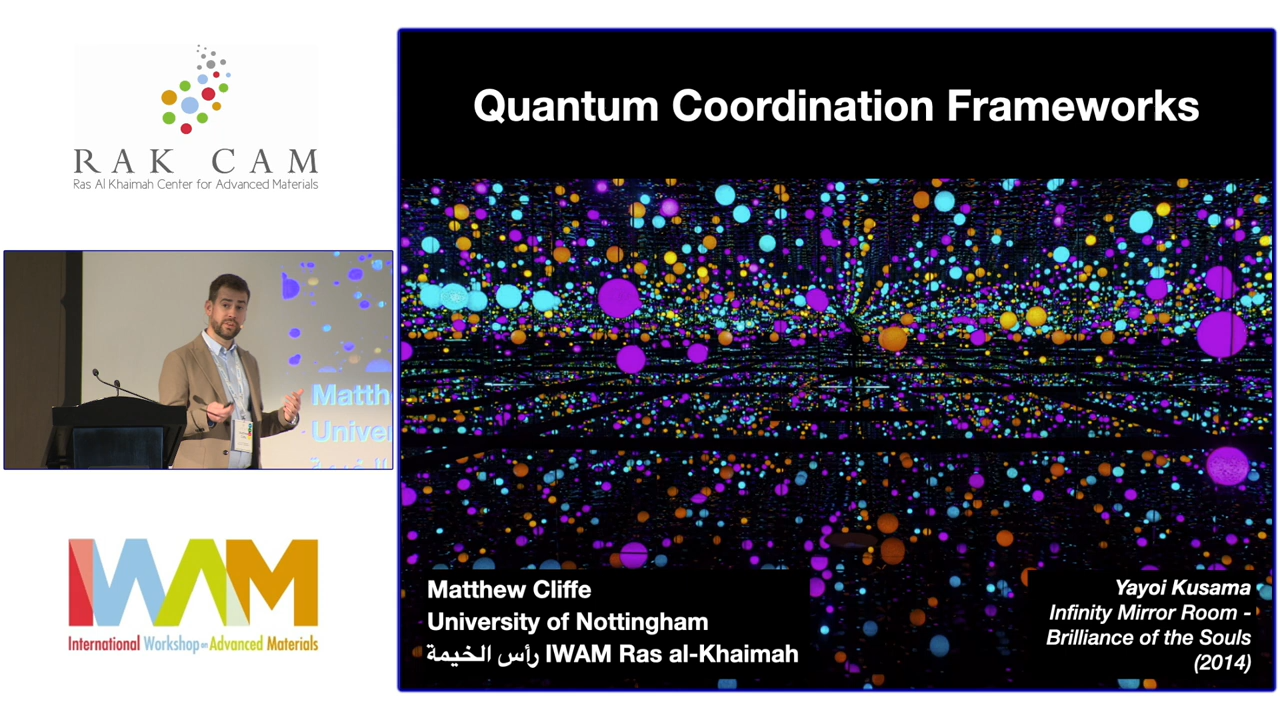 RAK CAM
Ras Al Khaimah Center for Advanced Materials
Matth
Univer
IWAM
International Workshop on Advanced Materials
Quantum Coordination Frameworks
Matthew Cliffe
University of Nottingham
رأس الخيمة IWAM Ras al-Khaimah
Yayoi Kusama
Infinity Mirror Room -
Brilliance of the Souls
(2014)